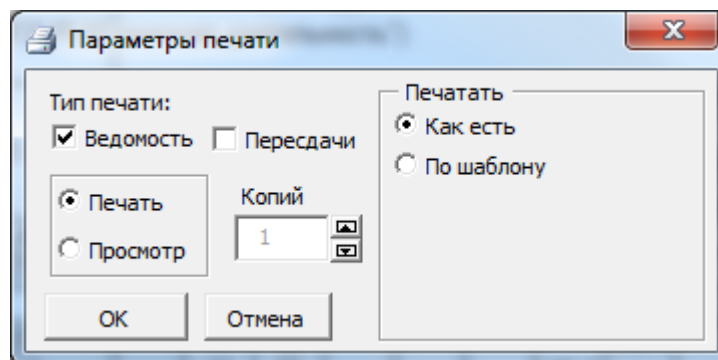 Параметры печати
Тип печати:
Ведомость Пересдачи
Печать
Просмотр
Копий
1
OK Отмена
Печатать
Как есть
По шаблону